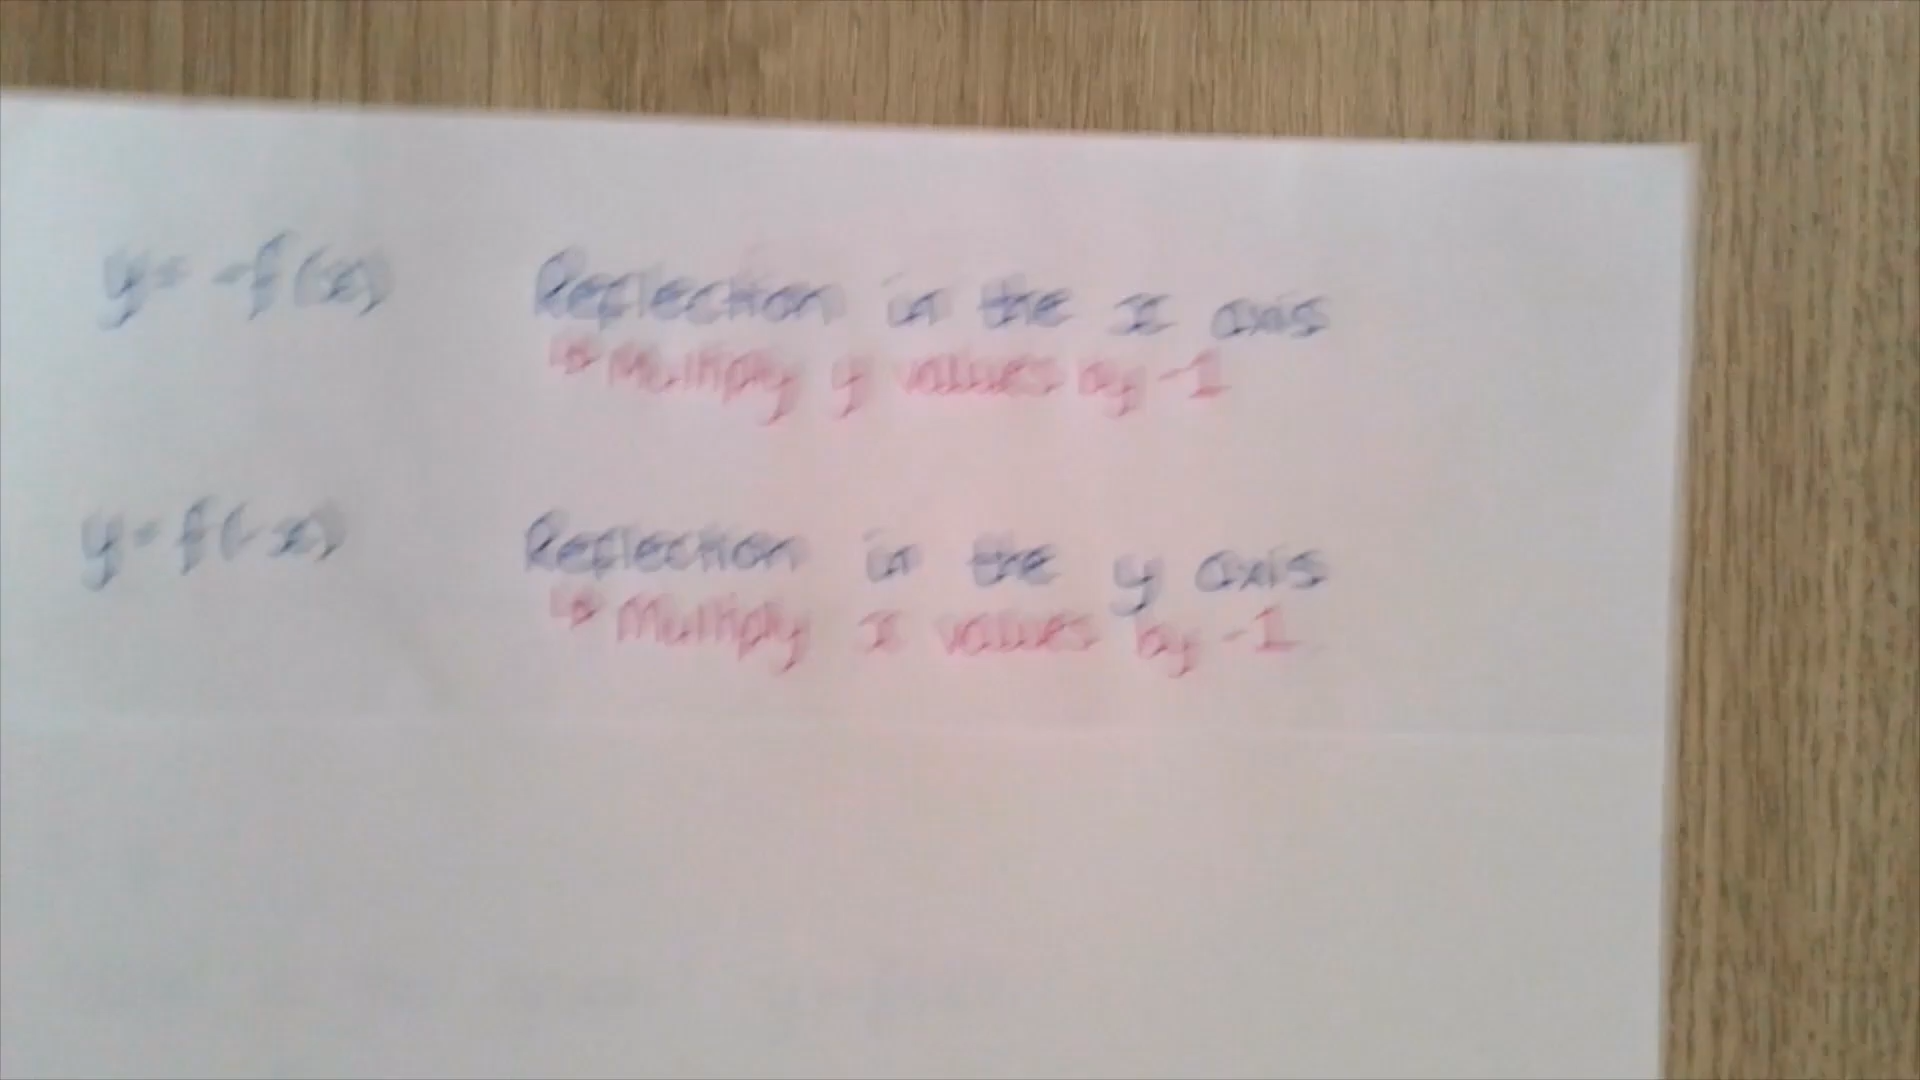 y = -f(x) Reflection in the x axis
↳ Multiply y values by -1
y = f(-x) Reflection in the y axis
↳ Multiply x values by -1